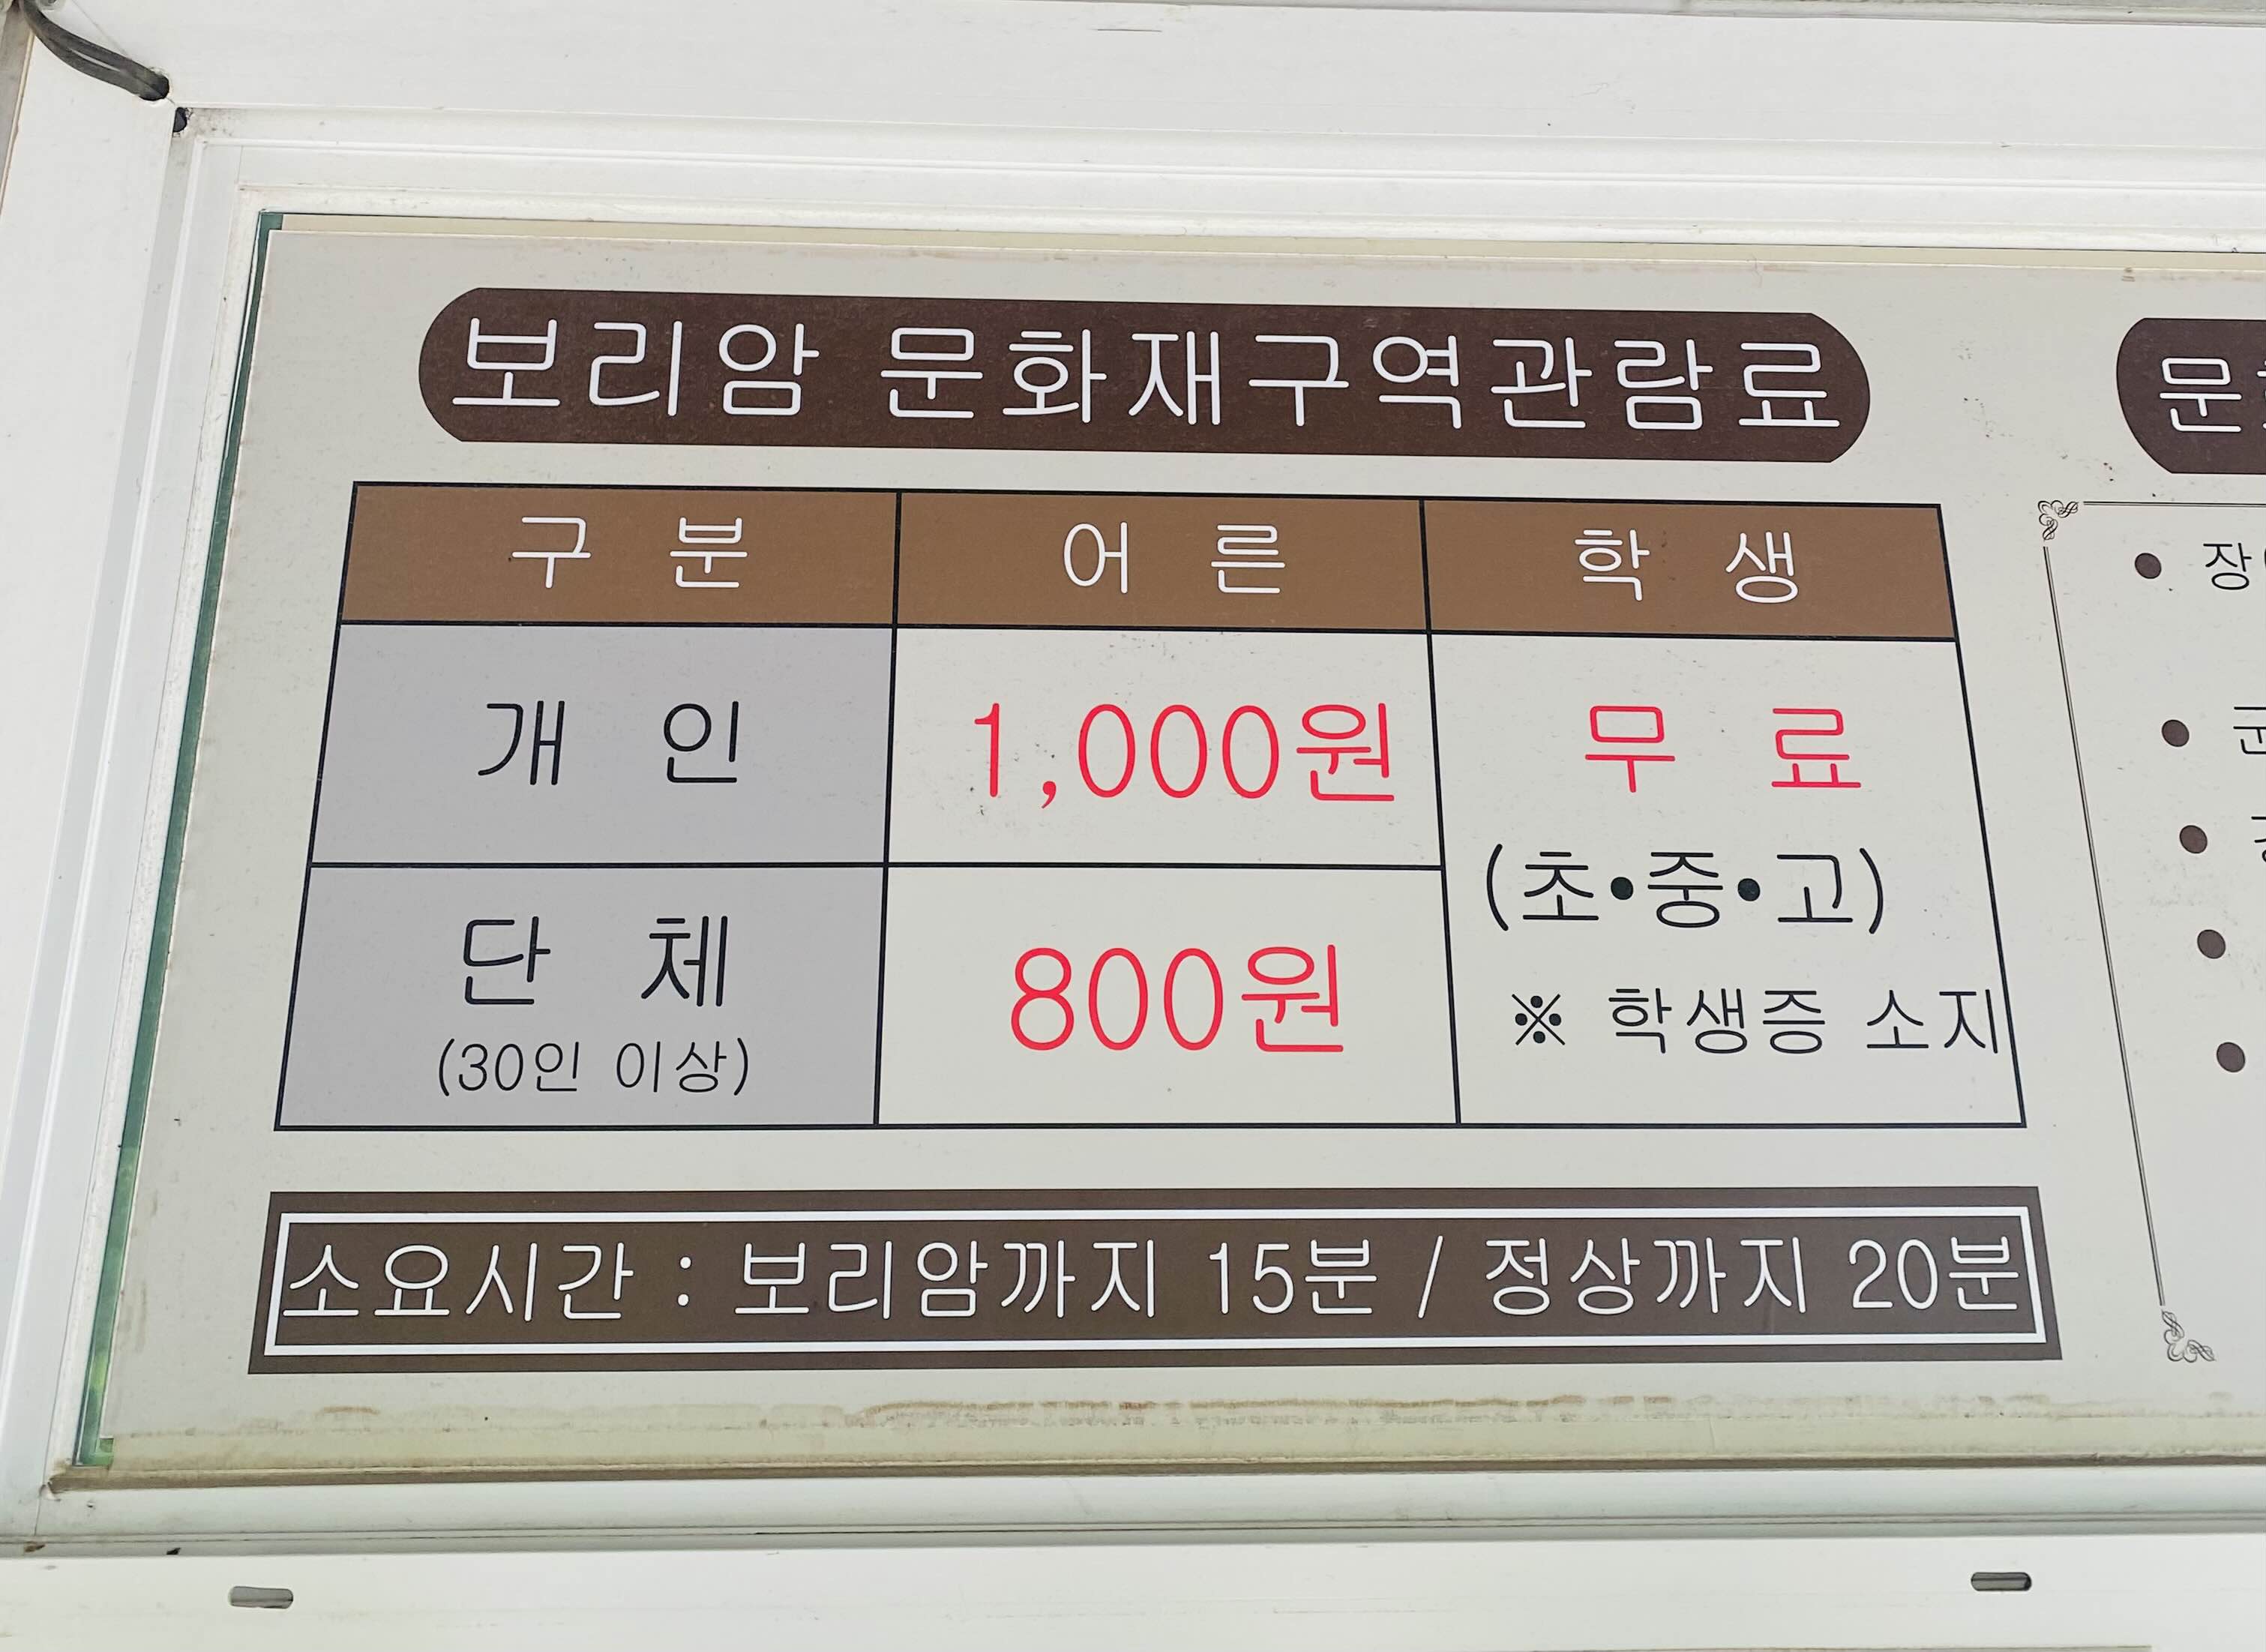 보리암 문화재구역관람료
구 분 어 른 학 생
개 인 1,000원 무 료
(초•중•고)
단 체 800원 ※ 학생증 소지
(30인 이상)
소요시간 : 보리암까지 15분 / 정상까지 20분
문
• 장
•
•
•
•